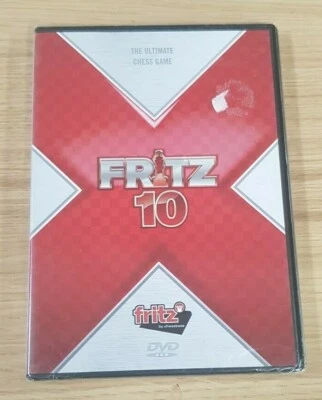 THE ULTIMATE
CHESS GAME
FRITZ
10
fritz
by chessbase
DVD